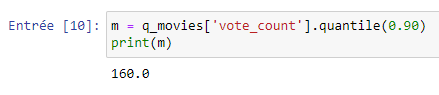 Entrée [10]: m = q_movies['vote_count'].quantile(0.90)
print(m)
160.0